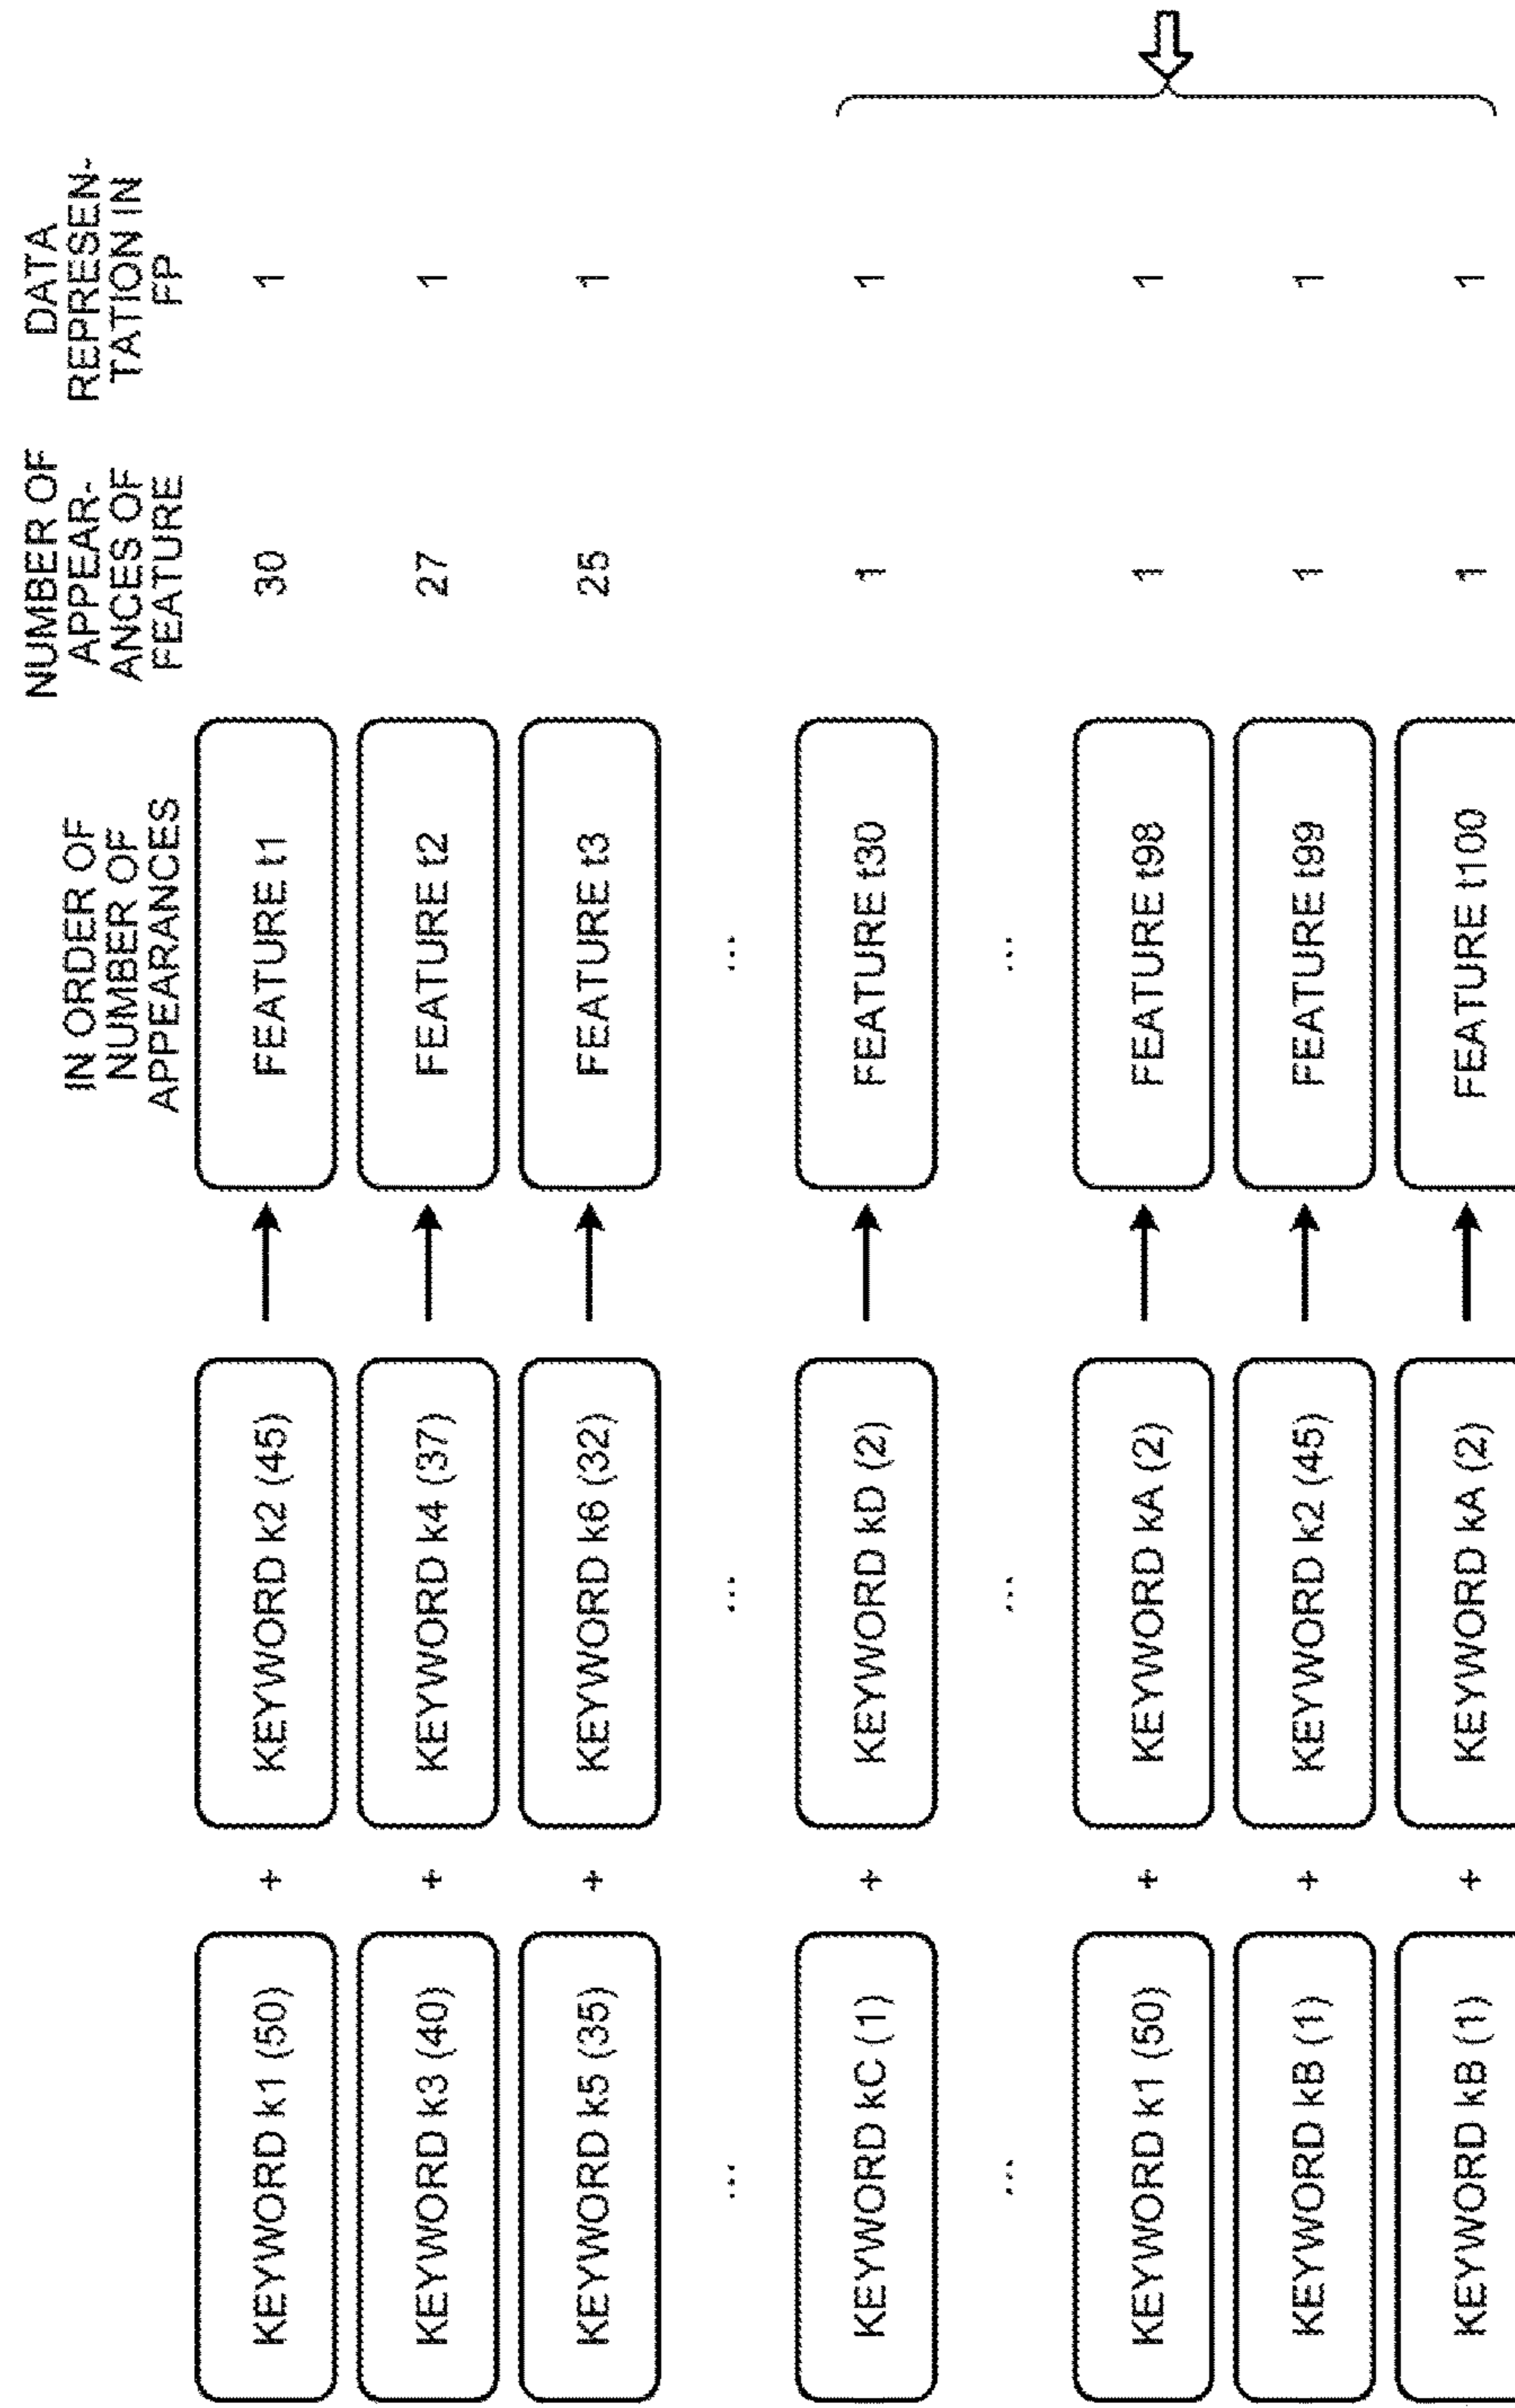 IN ORDER OF
NUMBER OF
APPEARANCES
NUMBER OF
APPEAR-
ANCES OF
FEATURE
DATA
REPRESEN-
TATION IN
FP
KEYWORD k1 (50) + KEYWORD k2 (45) FEATURE t1 30 1
KEYWORD k3 (40) + KEYWORD k4 (37) FEATURE t2 27 1
KEYWORD k5 (35) + KEYWORD k6 (32) FEATURE t3 25 1
... ... ...
KEYWORD kC (1) + KEYWORD kD (2) FEATURE t30 1 1
... ... ...
KEYWORD k1 (50) + KEYWORD kA (2) FEATURE t98 1 1
KEYWORD kB (1) + KEYWORD k2 (45) FEATURE t99 1 1
KEYWORD kB (1) + KEYWORD kA (2) FEATURE t100 1 1